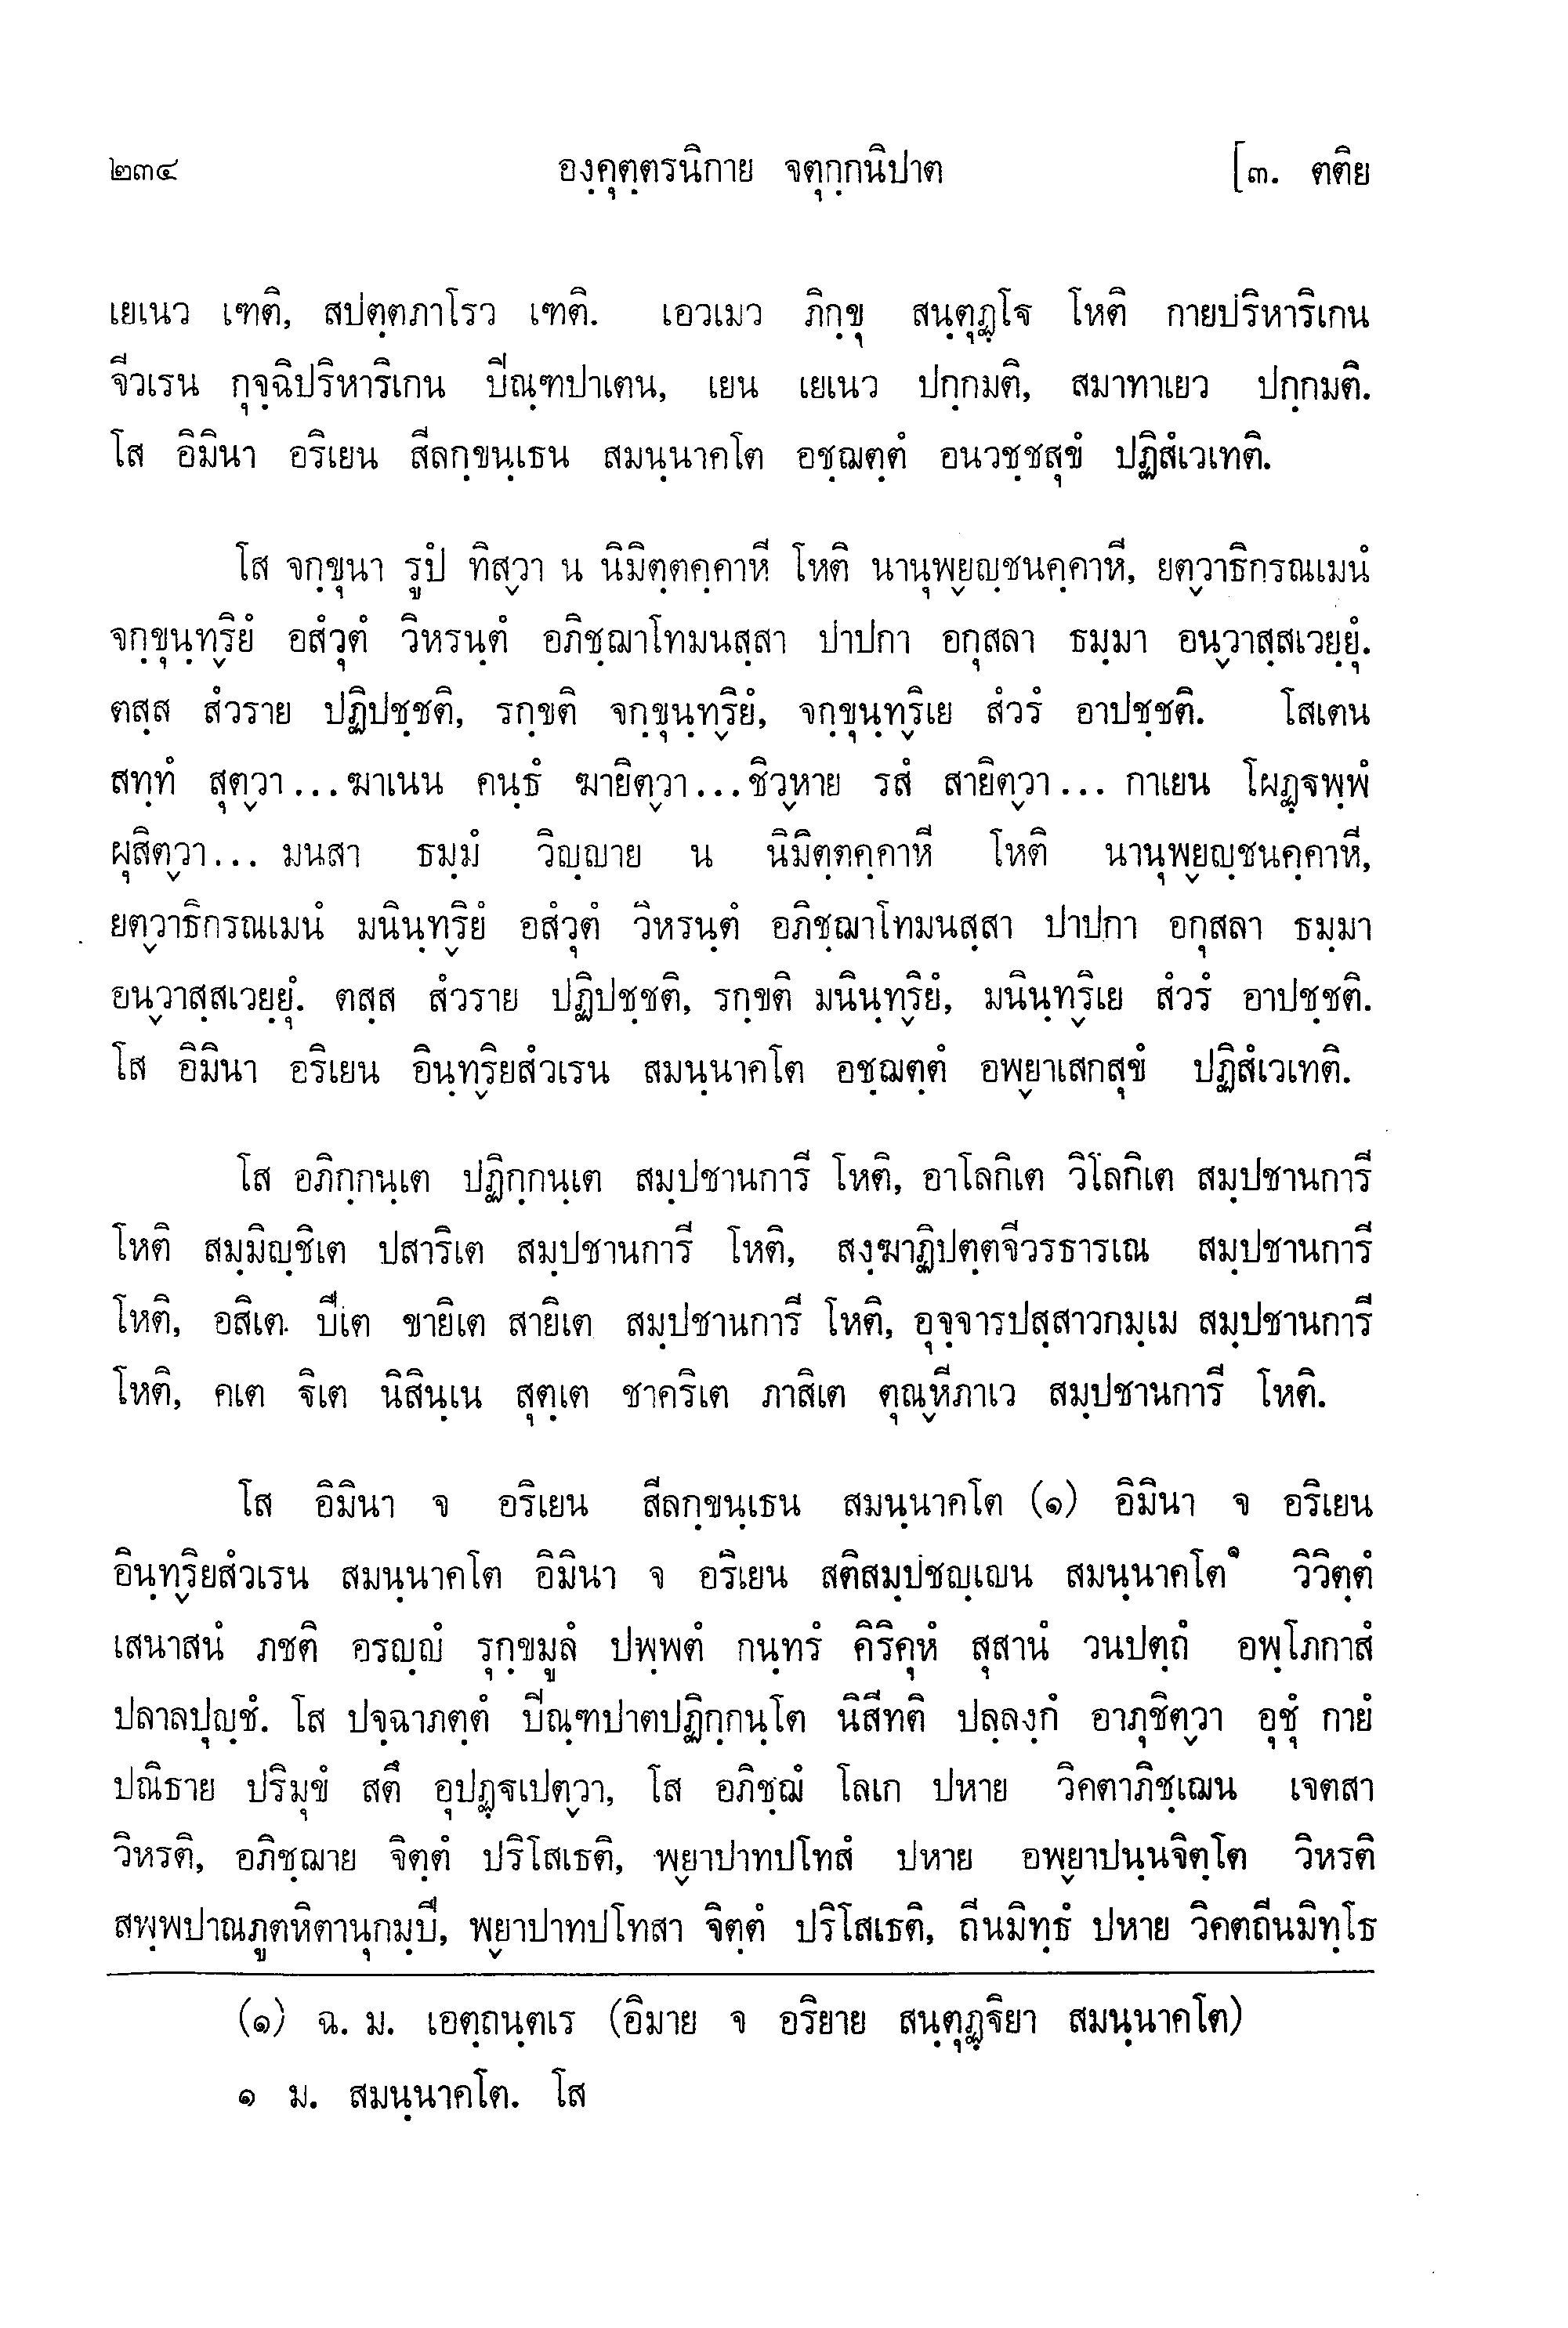 ๒๓๔ องฺคุตฺตรนิกาย จตุกฺกนิปาต [๓. ตติย
เยเนว เฑติ, สปตฺตภาโรว เฑติ. เอวเมว ภิกฺขุ สนฺตุฏฺโฐ โหติ กายปริหาริเกน
จีวเรน กุจฺฉิปริหาริเกน ปิณฺฑปาเตน, เยน เยเนว ปกฺกมติ, สมาทาเยว ปกฺกมติ.
โส อิมินา อริเยน สีลกฺขนฺเธน สมนฺนาคโต อชฺฌตฺตํ อนวชฺชสุขํ ปฏิสํเวเทติ.
โส จกฺขุนา รูปํ ทิสฺวา น นิมิตฺตคฺคาหี โหติ นานุพฺยญฺชนคฺคาหี, ยตฺวาธิกรณเมนํ
จกฺขุนฺทฺริยํ อสํวุตํ วิหรนฺตํ อภิชฺฌาโทมนสฺสา ปาปกา อกุสลา ธมฺมา อนฺวาสฺสเวยฺยุํ.
ตสฺส สํวราย ปฏิปชฺชติ, รกฺขติ จกฺขุนฺทฺริยํ, จกฺขุนฺทฺริเย สํวรํ อาปชฺชติ. โสเตน
สทฺทํ สุตฺวา...ฆาเนน คนฺธํ ฆายิตฺวา...ชิวฺหาย รสํ สายิตฺวา... กาเยน โผฏฺฐพฺพํ
ผุสิตฺวา... มนสา ธมฺมํ วิญฺญาย น นิมิตฺตคฺคาหี โหติ นานุพฺยญฺชนคฺคาหี,
ยตฺวาธิกรณเมนํ มนินฺทฺริยํ อสํวุตํ วิหรนฺตํ อภิชฺฌาโทมนสฺสา ปาปกา อกุสลา ธมฺมา
อนฺวาสฺสเวยฺยุํ. ตสฺส สํวราย ปฏิปชฺชติ, รกฺขติ มนินฺทฺริยํ, มนินฺทฺริเย สํวรํ อาปชฺชติ.
โส อิมินา อริเยน อินฺทฺริยสํวเรน สมนฺนาคโต อชฺฌตฺตํ อพฺยาเสกสุขํ ปฏิสํเวเทติ.
โส อภิกฺกนฺเต ปฏิกฺกนฺเต สมฺปชานการี โหติ, อาโลกิเต วิโลกิเต สมฺปชานการี
โหติ สมฺมิญฺชิเต ปสาริเต สมฺปชานการี โหติ, สงฺฆาฏิปตฺตจีวรธารเณ สมฺปชานการี
โหติ, อสิเต ปีเต ขายิเต สายิเต สมฺปชานการี โหติ, อุจฺจารปสฺสาวกมฺเม สมฺปชานการี
โหติ, คเต ฐิเต นิสินฺเน สุตฺเต ชาคริเต ภาสิเต ตุณฺหีภาเว สมฺปชานการี โหติ.
โส อิมินา จ อริเยน สีลกฺขนฺเธน สมนฺนาคโต (๑) อิมินา จ อริเยน
อินฺทฺริยสํวเรน สมนฺนาคโต อิมินา จ อริเยน สติสมฺปชญฺเญน สมนฺนาคโต๑ วิวิตฺตํ
เสนาสนํ ภชติ อรญฺญํ รุกฺขมูลํ ปพฺพตํ กนฺทรํ คิริคุหํ สุสานํ วนปตฺถํ อพฺโภกาสํ
ปลาลปุญฺชํ. โส ปจฺฉาภตฺตํ ปิณฺฑปาตปฏิกฺกนฺโต นิสีทติ ปลฺลงฺกํ อาภุชิตฺวา อุชุํ กายํ
ปณิธาย ปริมุขํ สตึ อุปฏฺฐเปตฺวา, โส อภิชฺฌํ โลเก ปหาย วิคตาภิชฺเฌน เจตสา
วิหรติ, อภิชฺฌาย จิตฺตํ ปริโสเธติ, พฺยาปาทปโทสํ ปหาย อพฺยาปนฺนจิตฺโต วิหรติ
สพฺพปาณภูตหิตานุกมฺปี, พฺยาปาทปโทสา จิตฺตํ ปริโสเธติ, ถีนมิทฺธํ ปหาย วิคตถีนมิทฺโธ
(๑) ฉ. ม. เอตฺถนฺตเร (อิมาย จ อริยาย สนฺตุฏฺฐิยา สมนฺนาคโต)
๑ ม. สมนฺนาคโต. โส